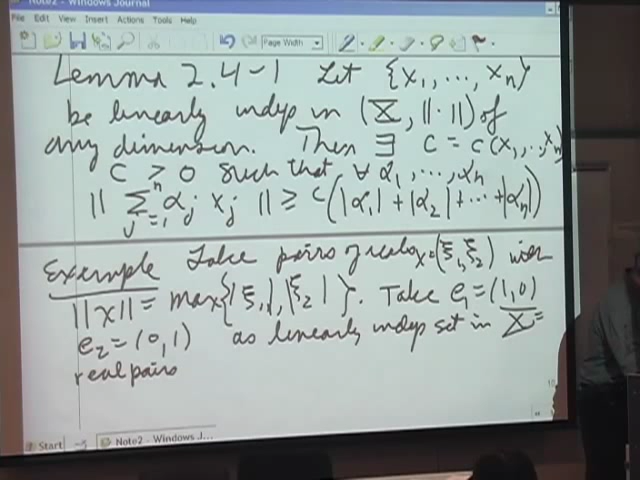 Note2 - Windows Journal
File Edit View Insert Actions Tools Help
Page Width
Lemma 2.4-1 Let {x₁, ..., xₙ}
be linearly indep in (X, ||·||) of
any dimension. Then ∃ c = c(x₁, .., xₙ)
c > 0 such that ∀ α₁, ..., αₙ
|| Σⁿⱼ₌₁ αⱼ xⱼ || ≥ c(|α₁| + |α₂| + ... + |αₙ|)
Example Take pairs of reals x=(ξ₁, ξ₂) with
||x|| = max{|ξ₁|, |ξ₂|}. Take e₁ = (1,0)
e₂ = (0,1) as linearly indep set in X =
real pairs
Start Note2 - Windows J...